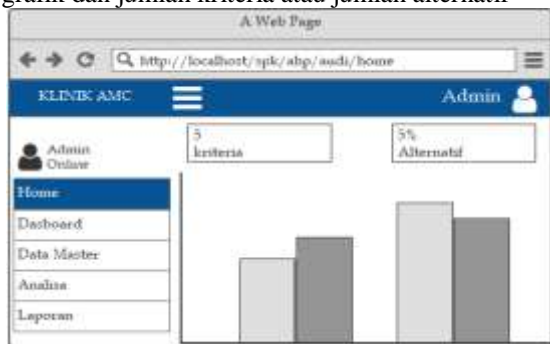 grafik dan jumlah kriteria atau jumlah alternatif
A Web Page
http://localhost/spk/ahp/audi/home
KLINIK AMC
Admin
Admin
Online
5
kriteria
5%
Alternatif
Home
Dasboard
Data Master
Analisa
Laporan